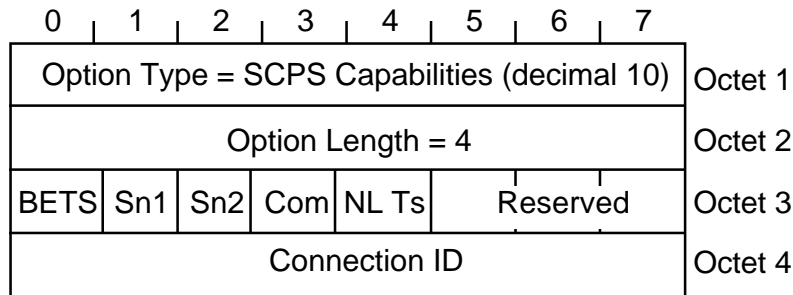 0 1 2 3 4 5 6 7
Option Type = SCPS Capabilities (decimal 10) Octet 1
Option Length = 4 Octet 2
BETS Sn1 Sn2 Com NL Ts Reserved Octet 3
Connection ID Octet 4